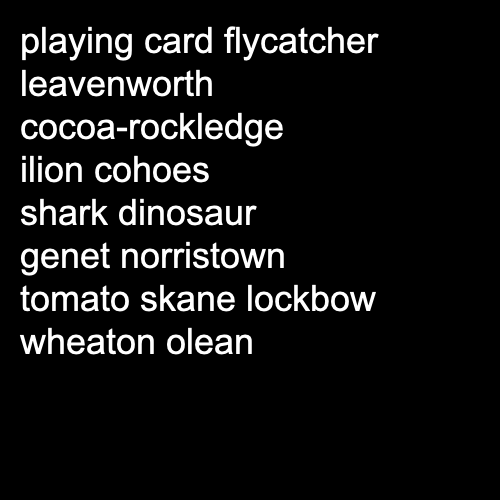 playing card flycatcher
leavenworth
cocoa-rockledge
ilion cohoes
shark dinosaur
genet norristown
tomato skane lockbow
wheaton olean